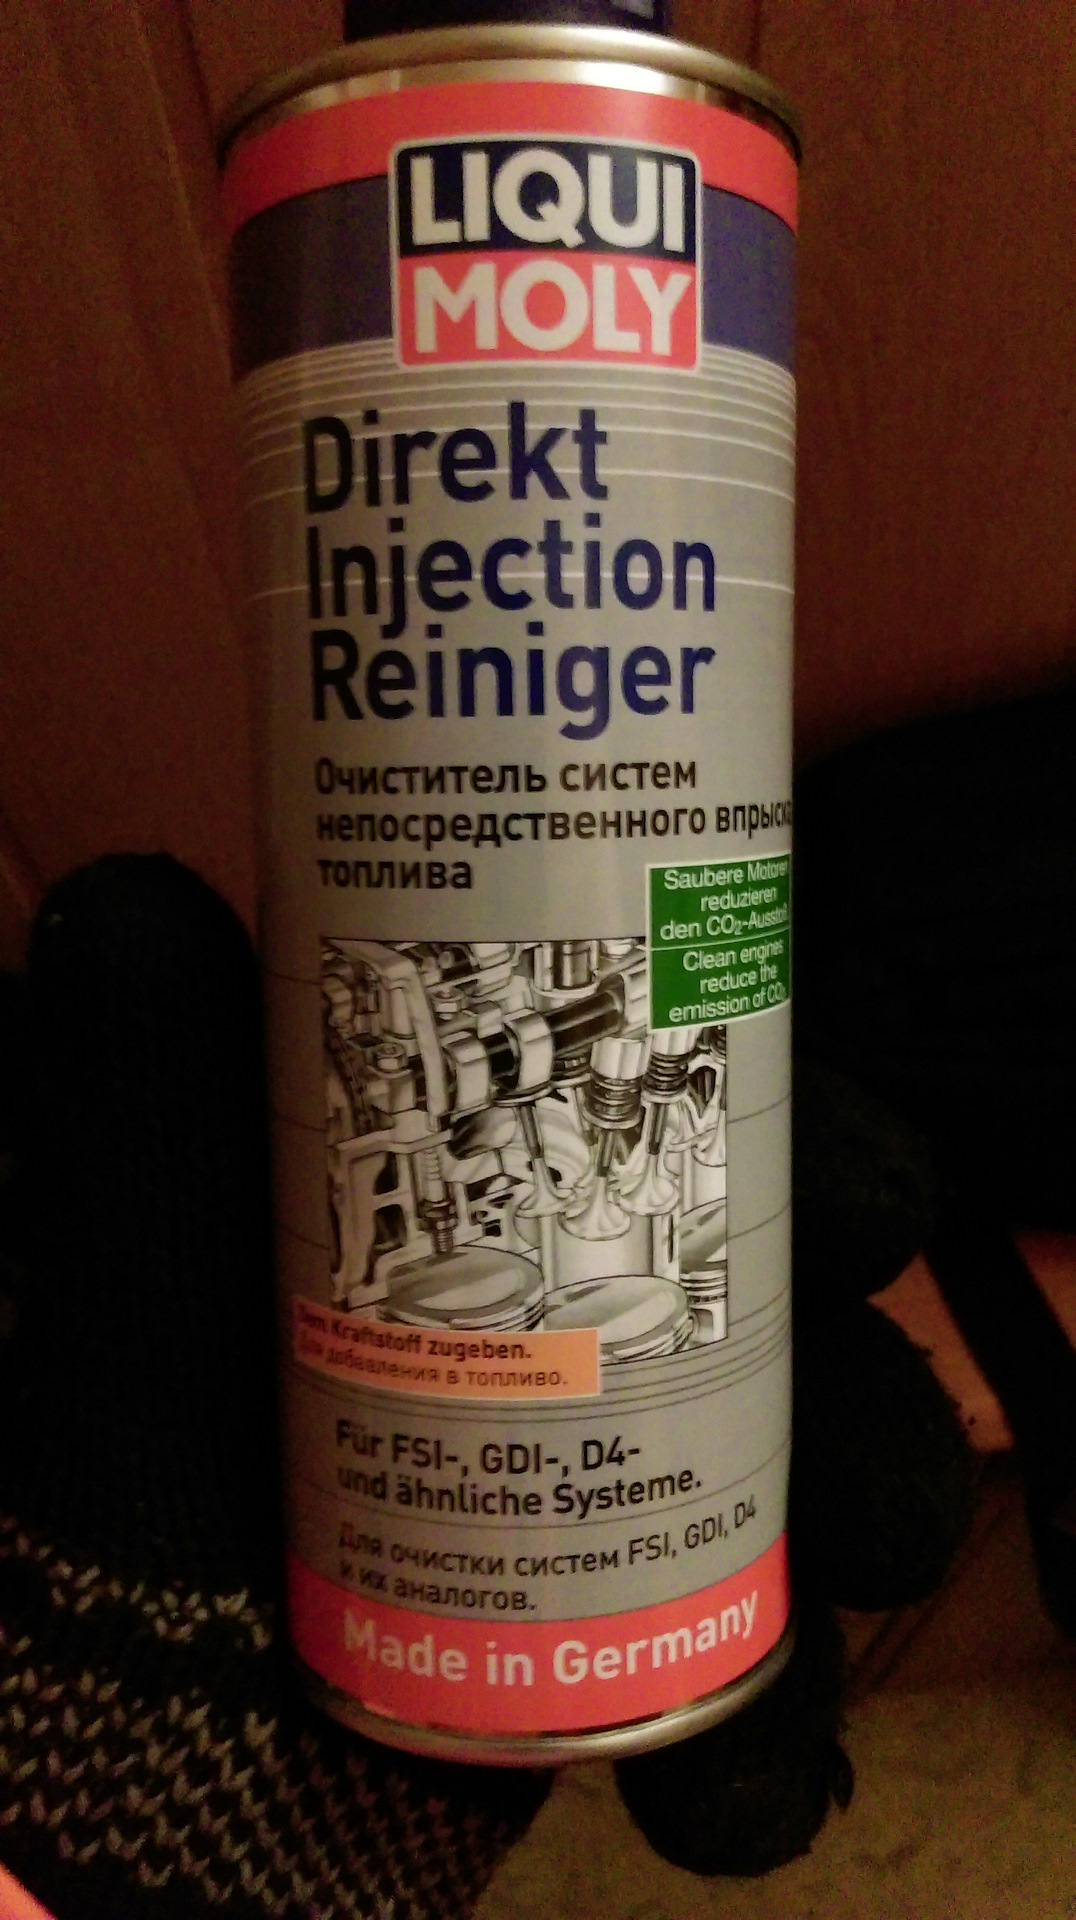 LIQUI
MOLY
Direkt
Injection
Reiniger
Очиститель систем
непосредственного впрыска
топлива
Saubere Motoren
reduzieren
den CO₂-Ausstoß
Clean engines
reduce the
emission of CO₂
Dem Kraftstoff zugeben.
Для добавления в топливо.
Für FSI-, GDI-, D4-
und ähnliche Systeme.
Для очистки систем FSI, GDI, D4
и их аналогов.
Made in Germany